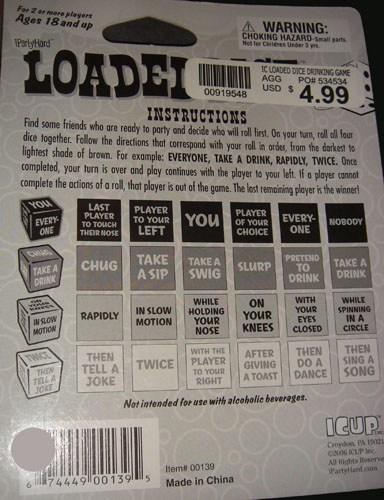 For 2 or more players
Ages 18 and up
WARNING:
CHOKING HAZARD-Small parts.
Not for Children Under 3 yrs.
iPartyHard
LOADED
00919548
IC LOADED DICE DRINKING GAME
AGG PO# 534534
USD $ 4.99
INSTRUCTIONS
Find some friends who are ready to party and decide who will roll first. On your turn, roll all four
dice together. Follow the directions that correspond with your roll in order, from the darkest to
lightest shade of brown. For example: EVERYONE, TAKE A DRINK, RAPIDLY, TWICE. Once
completed, your turn is over and play continues with the player to your left. If a player cannot
complete the actions of a roll, that player is out of the game. The last remaining player is the winner!
YOU
EVERY-
ONE
LAST
PLAYER
TO TOUCH
THEIR NOSE
PLAYER
TO YOUR
LEFT
YOU
PLAYER
OF YOUR
CHOICE
EVERY-
ONE
NOBODY
CHUG
TAKE A
DRINK
CHUG
TAKE
A SIP
TAKE A
SWIG
SLURP
PRETEND
TO
DRINK
TAKE A
DRINK
ON
YOUR KNEES
IN SLOW
MOTION
RAPIDLY
IN SLOW
MOTION
WHILE
HOLDING
YOUR
NOSE
ON
YOUR
KNEES
WITH
YOUR
EYES
CLOSED
WHILE
SPINNING
IN A
CIRCLE
TWICE
THEN
TELL A
JOKE
THEN
TELL A
JOKE
TWICE
WITH THE
PLAYER
TO YOUR
RIGHT
AFTER
GIVING
A TOAST
THEN
DO A
DANCE
THEN
SING A
SONG
Not intended for use with alcoholic beverages.
6 74449 00139 5
Item# 00139
Made in China
ICUP
Croydon, PA 19021
©2006 ICUP Inc.
All Rights Reserve
iPartyHard.com